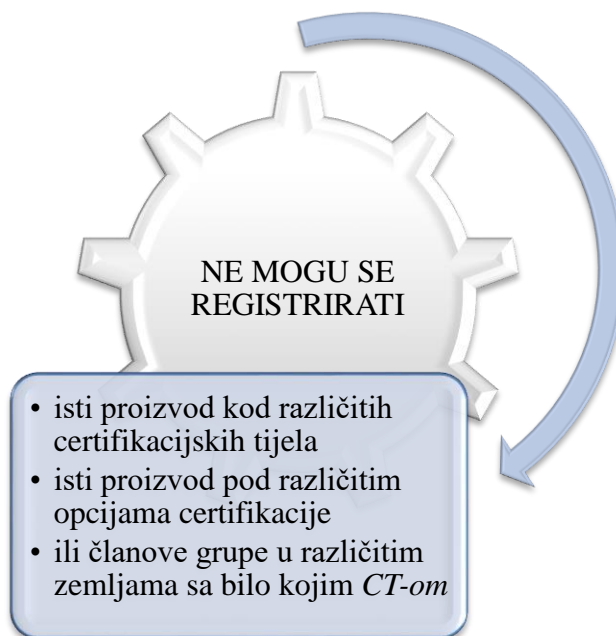 NE MOGU SE
REGISTRIRATI
• isti proizvod kod različitih
certifikacijskih tijela
• isti proizvod pod različitim
opcijama certifikacije
• ili članove grupe u različitim
zemljama sa bilo kojim CT-om